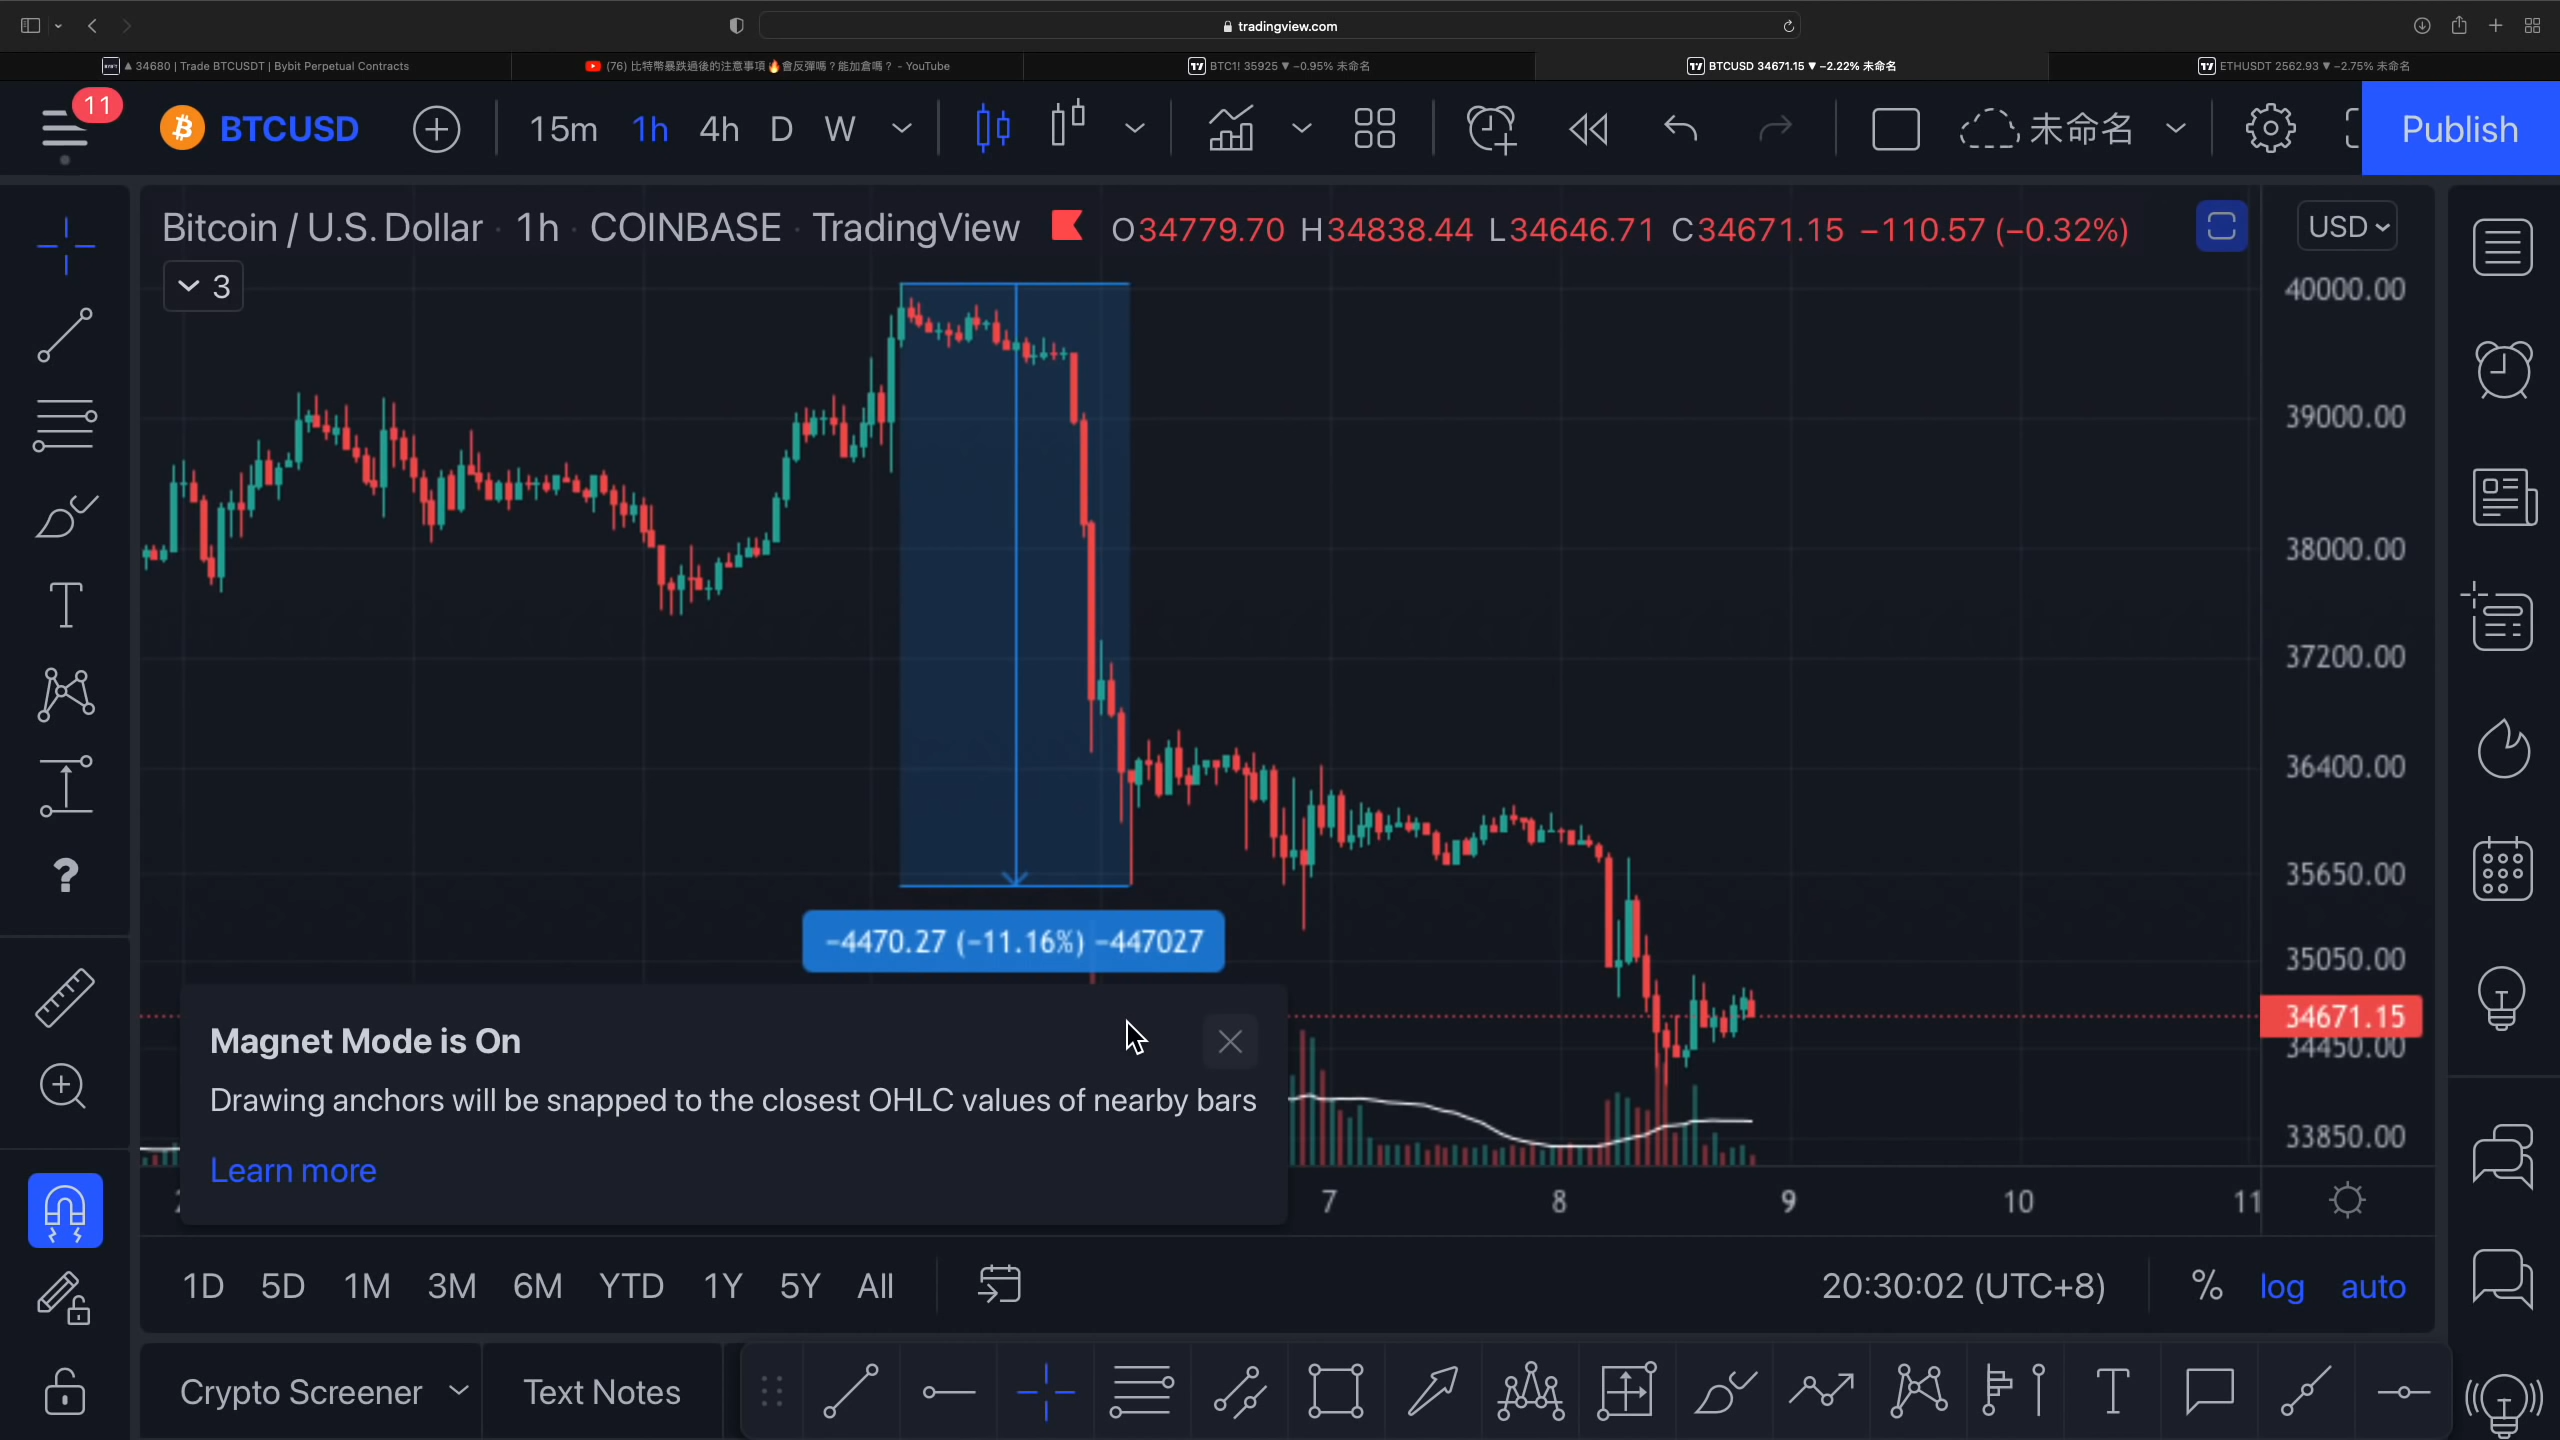 tradingview.com
▲ 34680 | Trade BTCUSDT | Bybit Perpetual Contracts
(76) 比特幣暴跌過後的注意事項🔥會反彈嗎？能加倉嗎？ - YouTube
BTC1! 35925 ▼ −0.95% 未命名
BTCUSD 34671.15 ▼ −2.22% 未命名
ETHUSDT 2562.93 ▼ −2.75% 未命名
11
BTCUSD
15m 1h 4h D W
未命名
Publish
Bitcoin / U.S. Dollar · 1h · COINBASE · TradingView
O34779.70 H34838.44 L34646.71 C34671.15 −110.57 (−0.32%)
USD
3
40000.00
39000.00
38000.00
37200.00
36400.00
35650.00
35050.00
34671.15
34450.00
33850.00
−4470.27 (−11.16%) −447027
Magnet Mode is On
Drawing anchors will be snapped to the closest OHLC values of nearby bars
Learn more
7 8 9 10 11
1D 5D 1M 3M 6M YTD 1Y 5Y All
20:30:02 (UTC+8)
% log auto
Crypto Screener
Text Notes